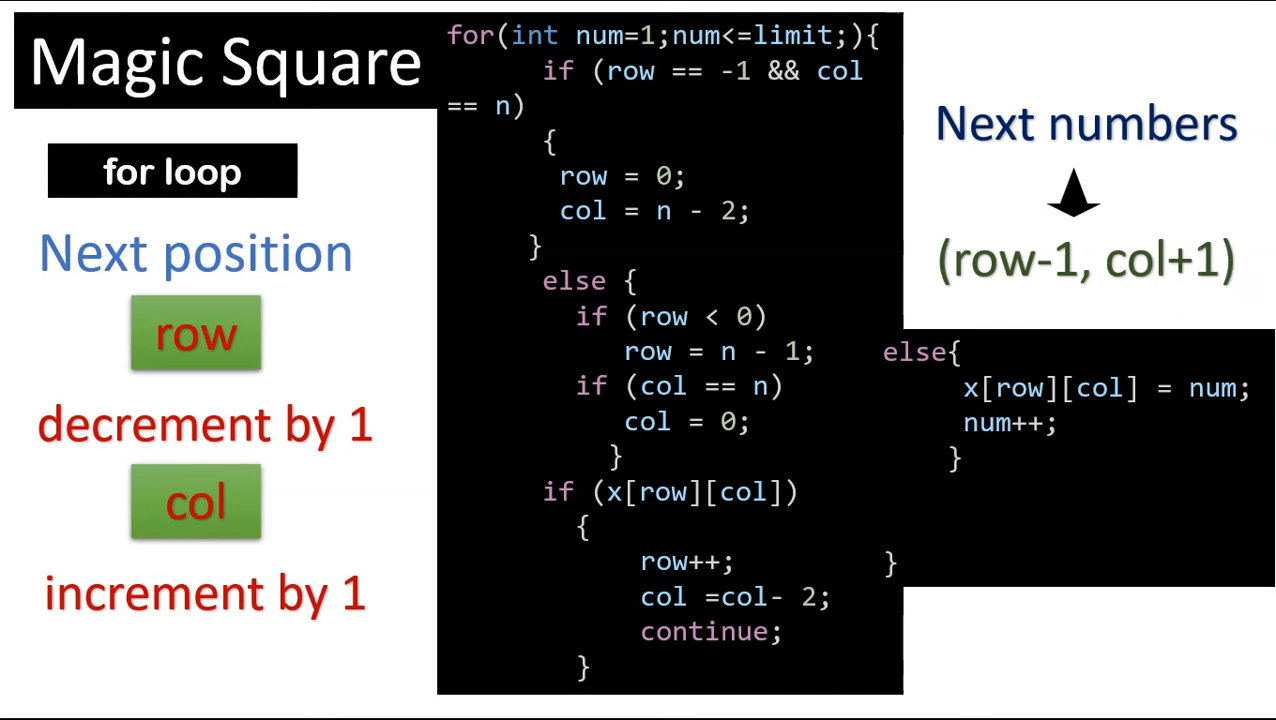 Magic Square
for loop
Next position
row
decrement by 1
col
increment by 1
for(int num=1;num<=limit;){
if (row == -1 && col
== n)
{
row = 0;
col = n - 2;
}
else {
if (row < 0)
row = n - 1;
if (col == n)
col = 0;
}
if (x[row][col])
{
row++;
col =col- 2;
continue;
}
else{
x[row][col] = num;
num++;
}
}
Next numbers
(row-1, col+1)